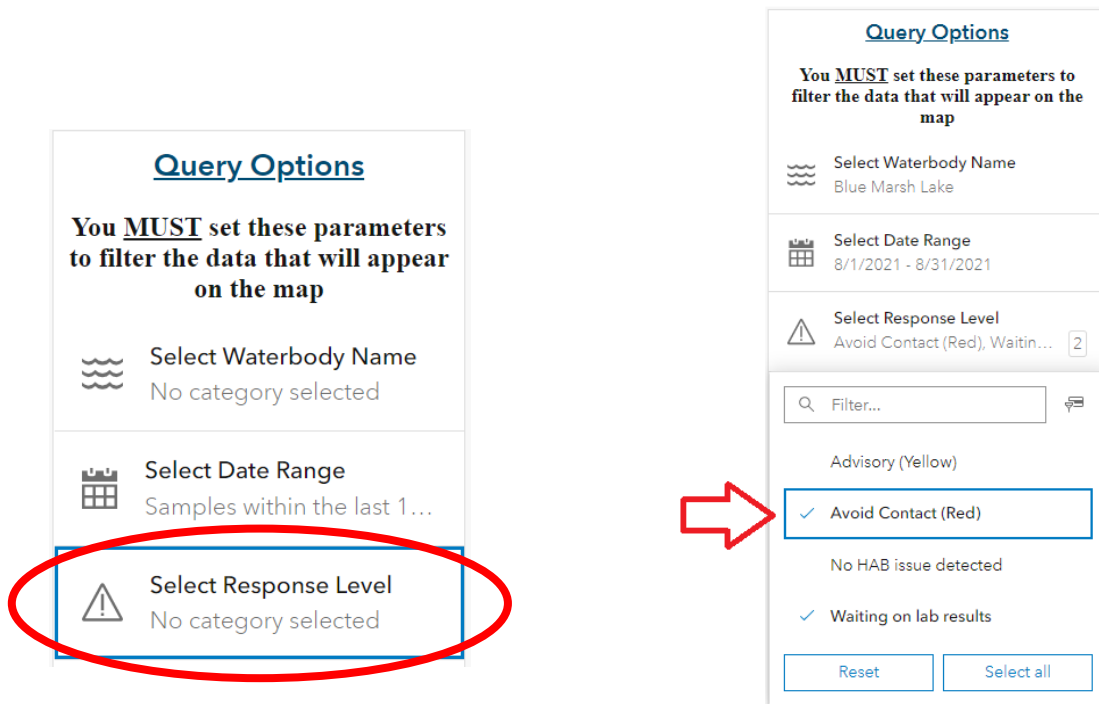 Query Options
You MUST set these parameters
to filter the data that will appear
on the map
Select Waterbody Name
No category selected
Select Date Range
Samples within the last 1...
Select Response Level
No category selected
Query Options
You MUST set these parameters to
filter the data that will appear on the
map
Select Waterbody Name
Blue Marsh Lake
Select Date Range
8/1/2021 - 8/31/2021
Select Response Level
Avoid Contact (Red), Waitin... 2
Filter...
Advisory (Yellow)
Avoid Contact (Red)
No HAB issue detected
Waiting on lab results
Reset Select all